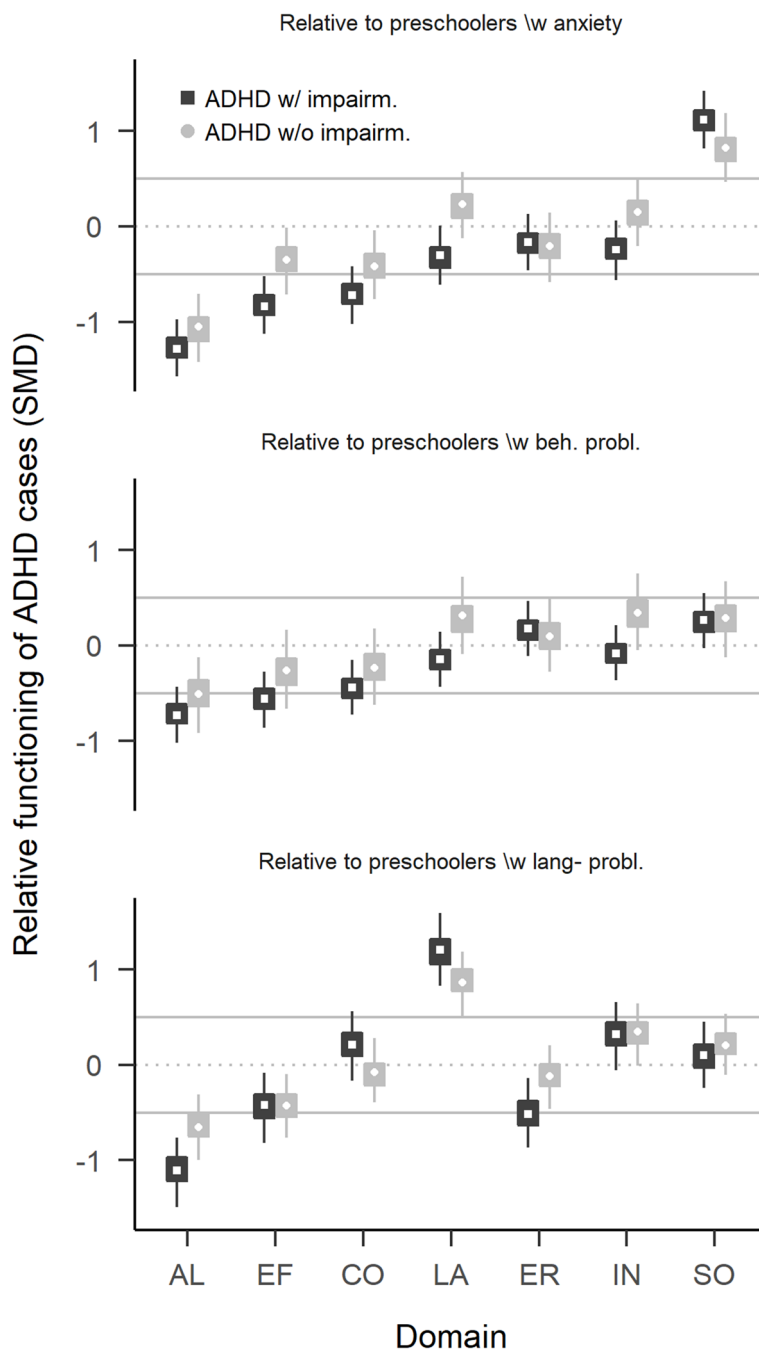 Relative to preschoolers \w anxiety
ADHD w/ impairm.
ADHD w/o impairm.
1
0
-1
Relative functioning of ADHD cases (SMD)
Relative to preschoolers \w beh. probl.
1
0
-1
Relative to preschoolers \w lang- probl.
1
0
-1
AL EF CO LA ER IN SO
Domain